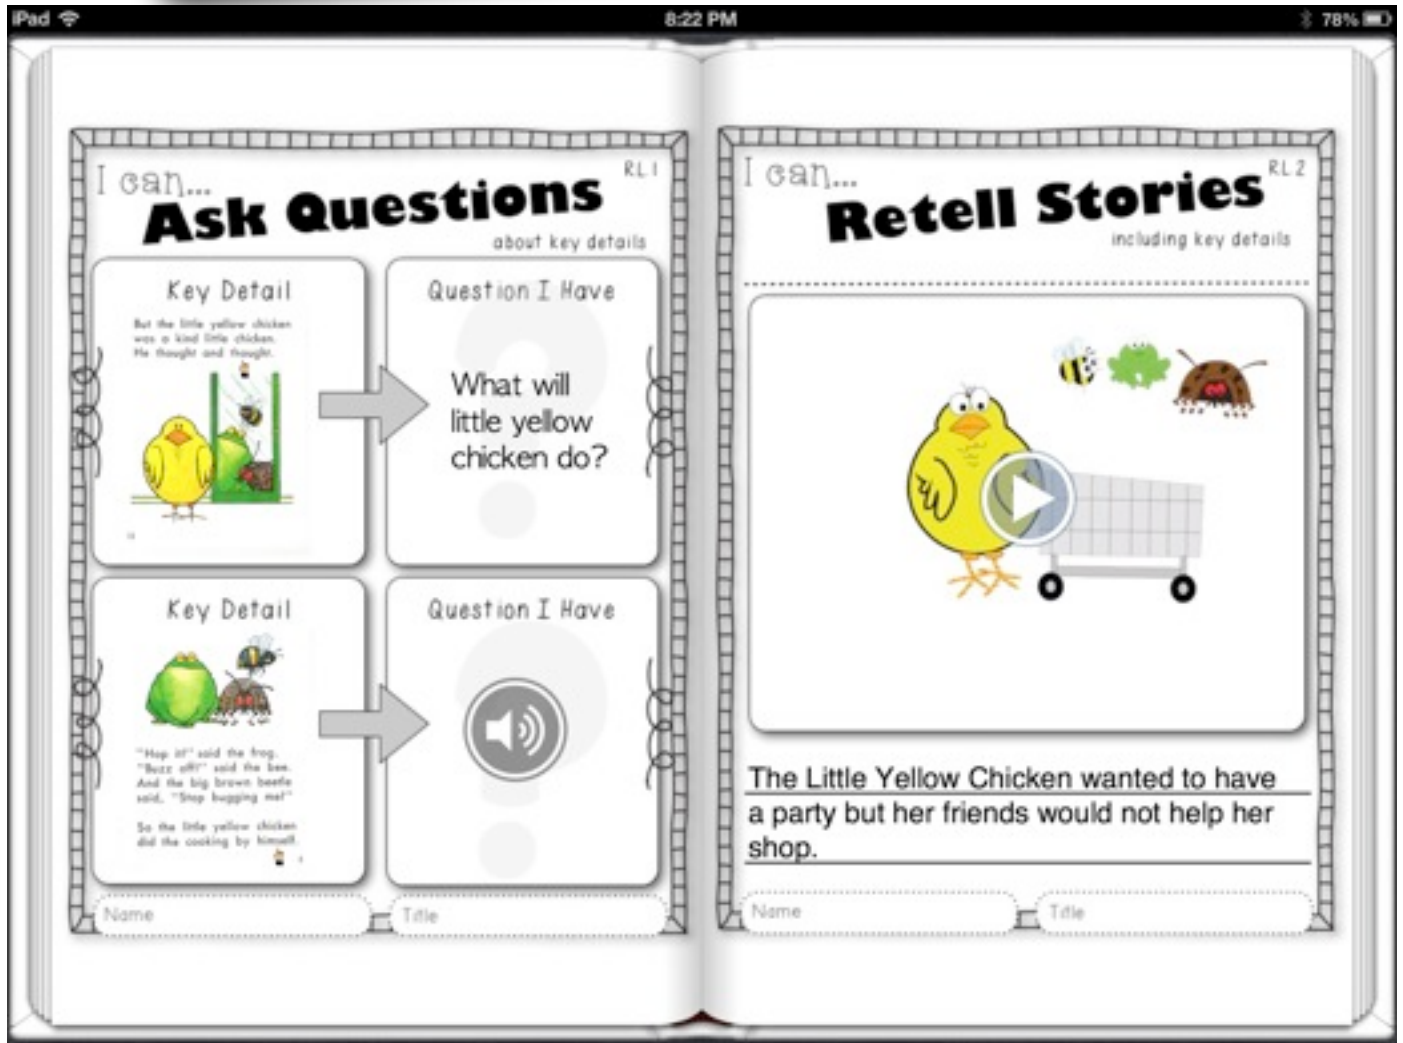 iPad
8:22 PM
78%
I can...
RL 1
Ask Questions
about key details
Key Detail
But the little yellow chicken
was a kind little chicken.
He thought and thought.
Question I Have
What will
little yellow
chicken do?
Key Detail
"Hop it!" said the frog.
"Buzz off!" said the bee.
And the big brown beetle
said, "Stop bugging me!"
So the little yellow chicken
did the cooking by himself.
Question I Have
Name
Title
I can...
RL 2
Retell Stories
including key details
The Little Yellow Chicken wanted to have
a party but her friends would not help her
shop.
Name
Title